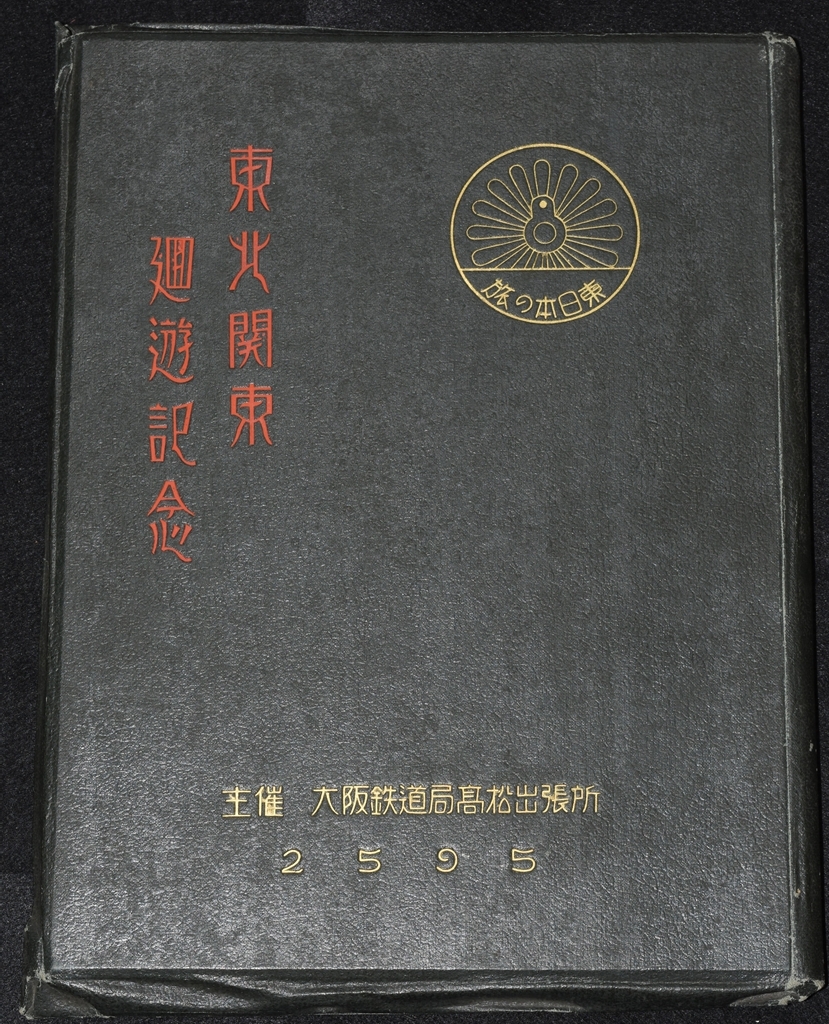 東北関東
廻遊記念
東日本の旅
主催 大阪鉄道局髙松出張所
2595